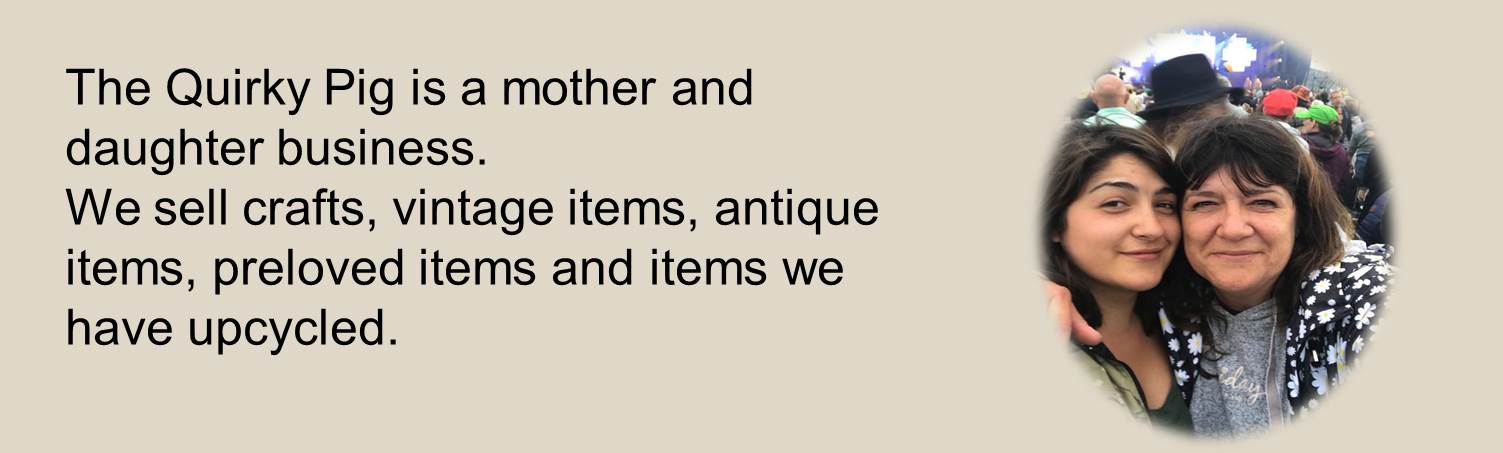 The Quirky Pig is a mother and
daughter business.
We sell crafts, vintage items, antique
items, preloved items and items we
have upcycled.